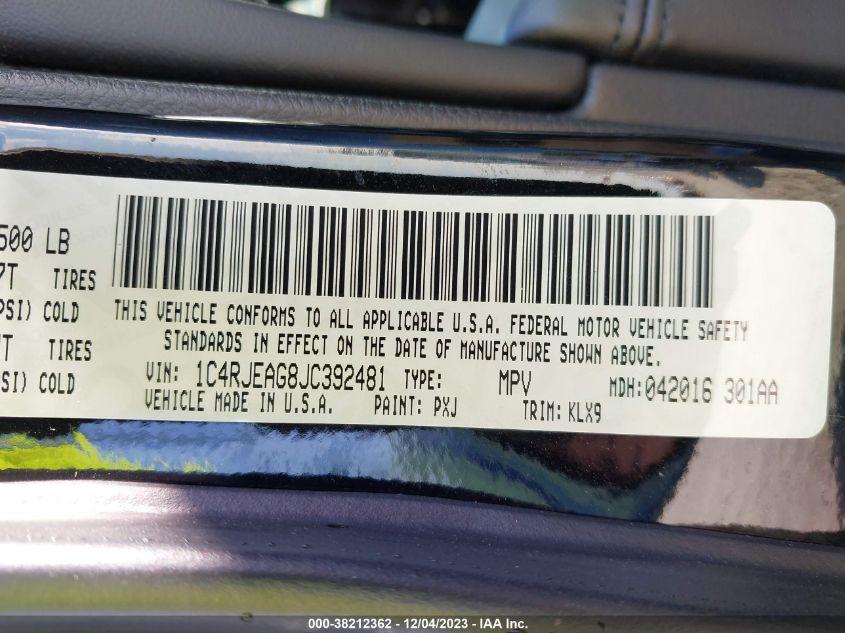 500 LB
7T TIRES
PSI) COLD
T TIRES
SI) COLD
THIS VEHICLE CONFORMS TO ALL APPLICABLE U.S.A. FEDERAL MOTOR VEHICLE SAFETY
STANDARDS IN EFFECT ON THE DATE OF MANUFACTURE SHOWN ABOVE.
VIN: 1C4RJEAG8JC392481 TYPE: MPV MDH:042016 301AA
VEHICLE MADE IN U.S.A. PAINT: PXJ TRIM: KLX9
000-38212362 - 12/04/2023 - IAA Inc.